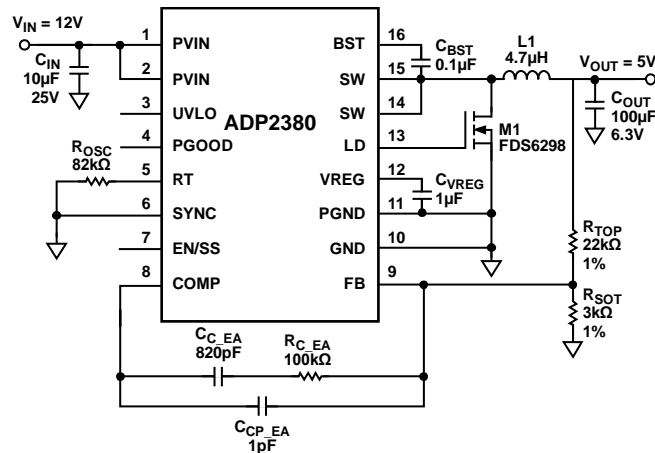 V_IN = 12V
C_IN
10µF
25V
1 PVIN
2 PVIN
3 UVLO
4 PGOOD
R_OSC
82kΩ
5 RT
6 SYNC
7 EN/SS
8 COMP
ADP2380
BST 16
SW 15
SW 14
LD 13
VREG 12
PGND 11
GND 10
FB 9
C_BST
0.1µF
L1
4.7µH
V_OUT = 5V
C_OUT
100µF
6.3V
M1
FDS6298
C_VREG
1µF
R_TOP
22kΩ
1%
R_SOT
3kΩ
1%
C_C_EA
820pF
R_C_EA
100kΩ
C_CP_EA
1pF